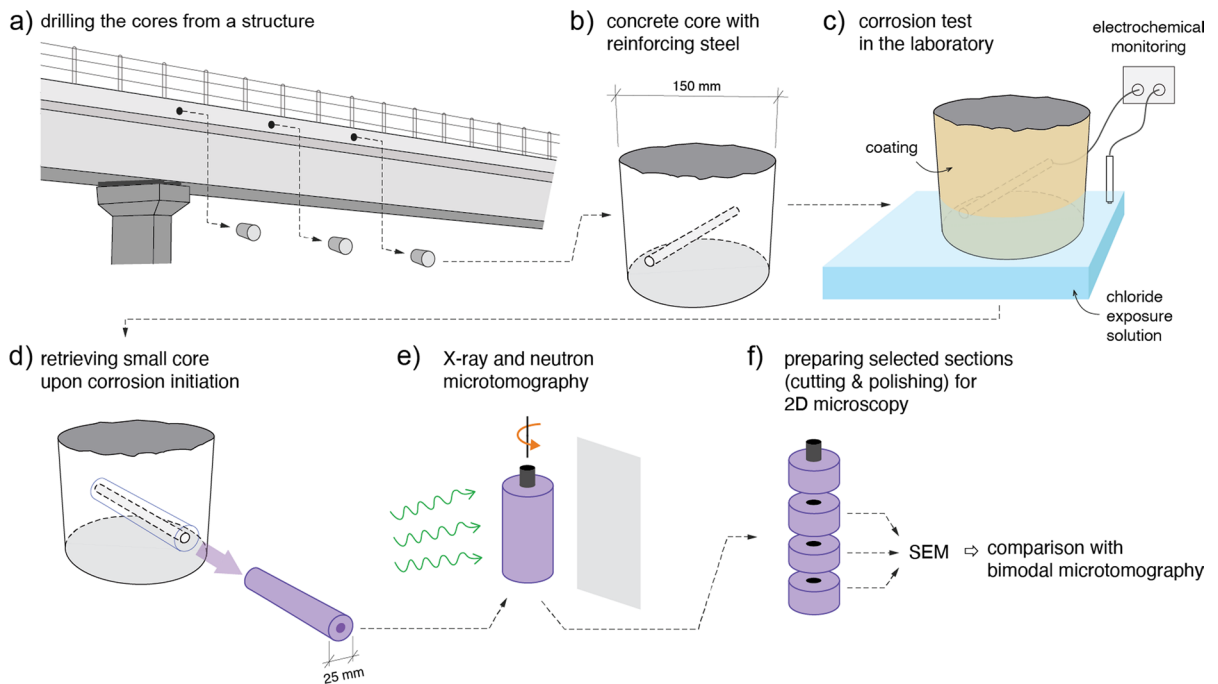 a) drilling the cores from a structure
b) concrete core with
reinforcing steel
150 mm
c) corrosion test
in the laboratory
electrochemical
monitoring
coating
chloride
exposure
solution
d) retrieving small core
upon corrosion initiation
25 mm
e) X-ray and neutron
microtomography
f) preparing selected sections
(cutting & polishing) for
2D microscopy
SEM ⇨ comparison with
bimodal microtomography